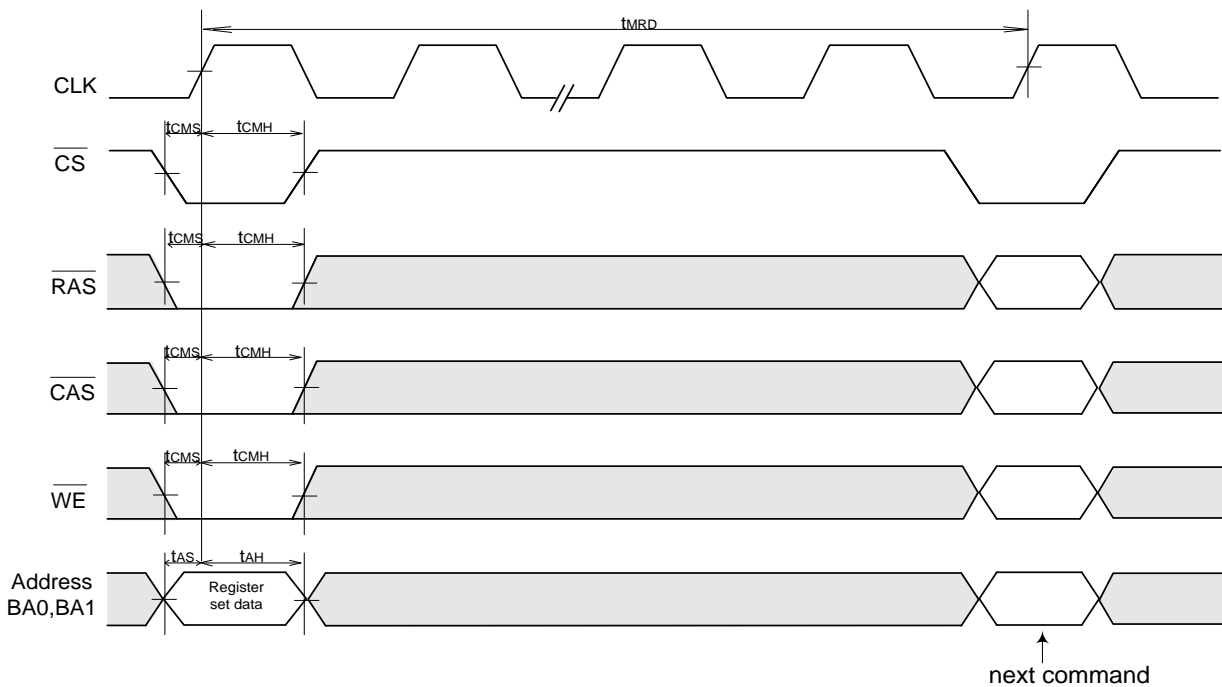 tMRD
CLK
tCMS tCMH
CS
tCMS tCMH
RAS
tCMS tCMH
CAS
tCMS tCMH
WE
tAS tAH
Address
BA0,BA1
Register
set data
next command